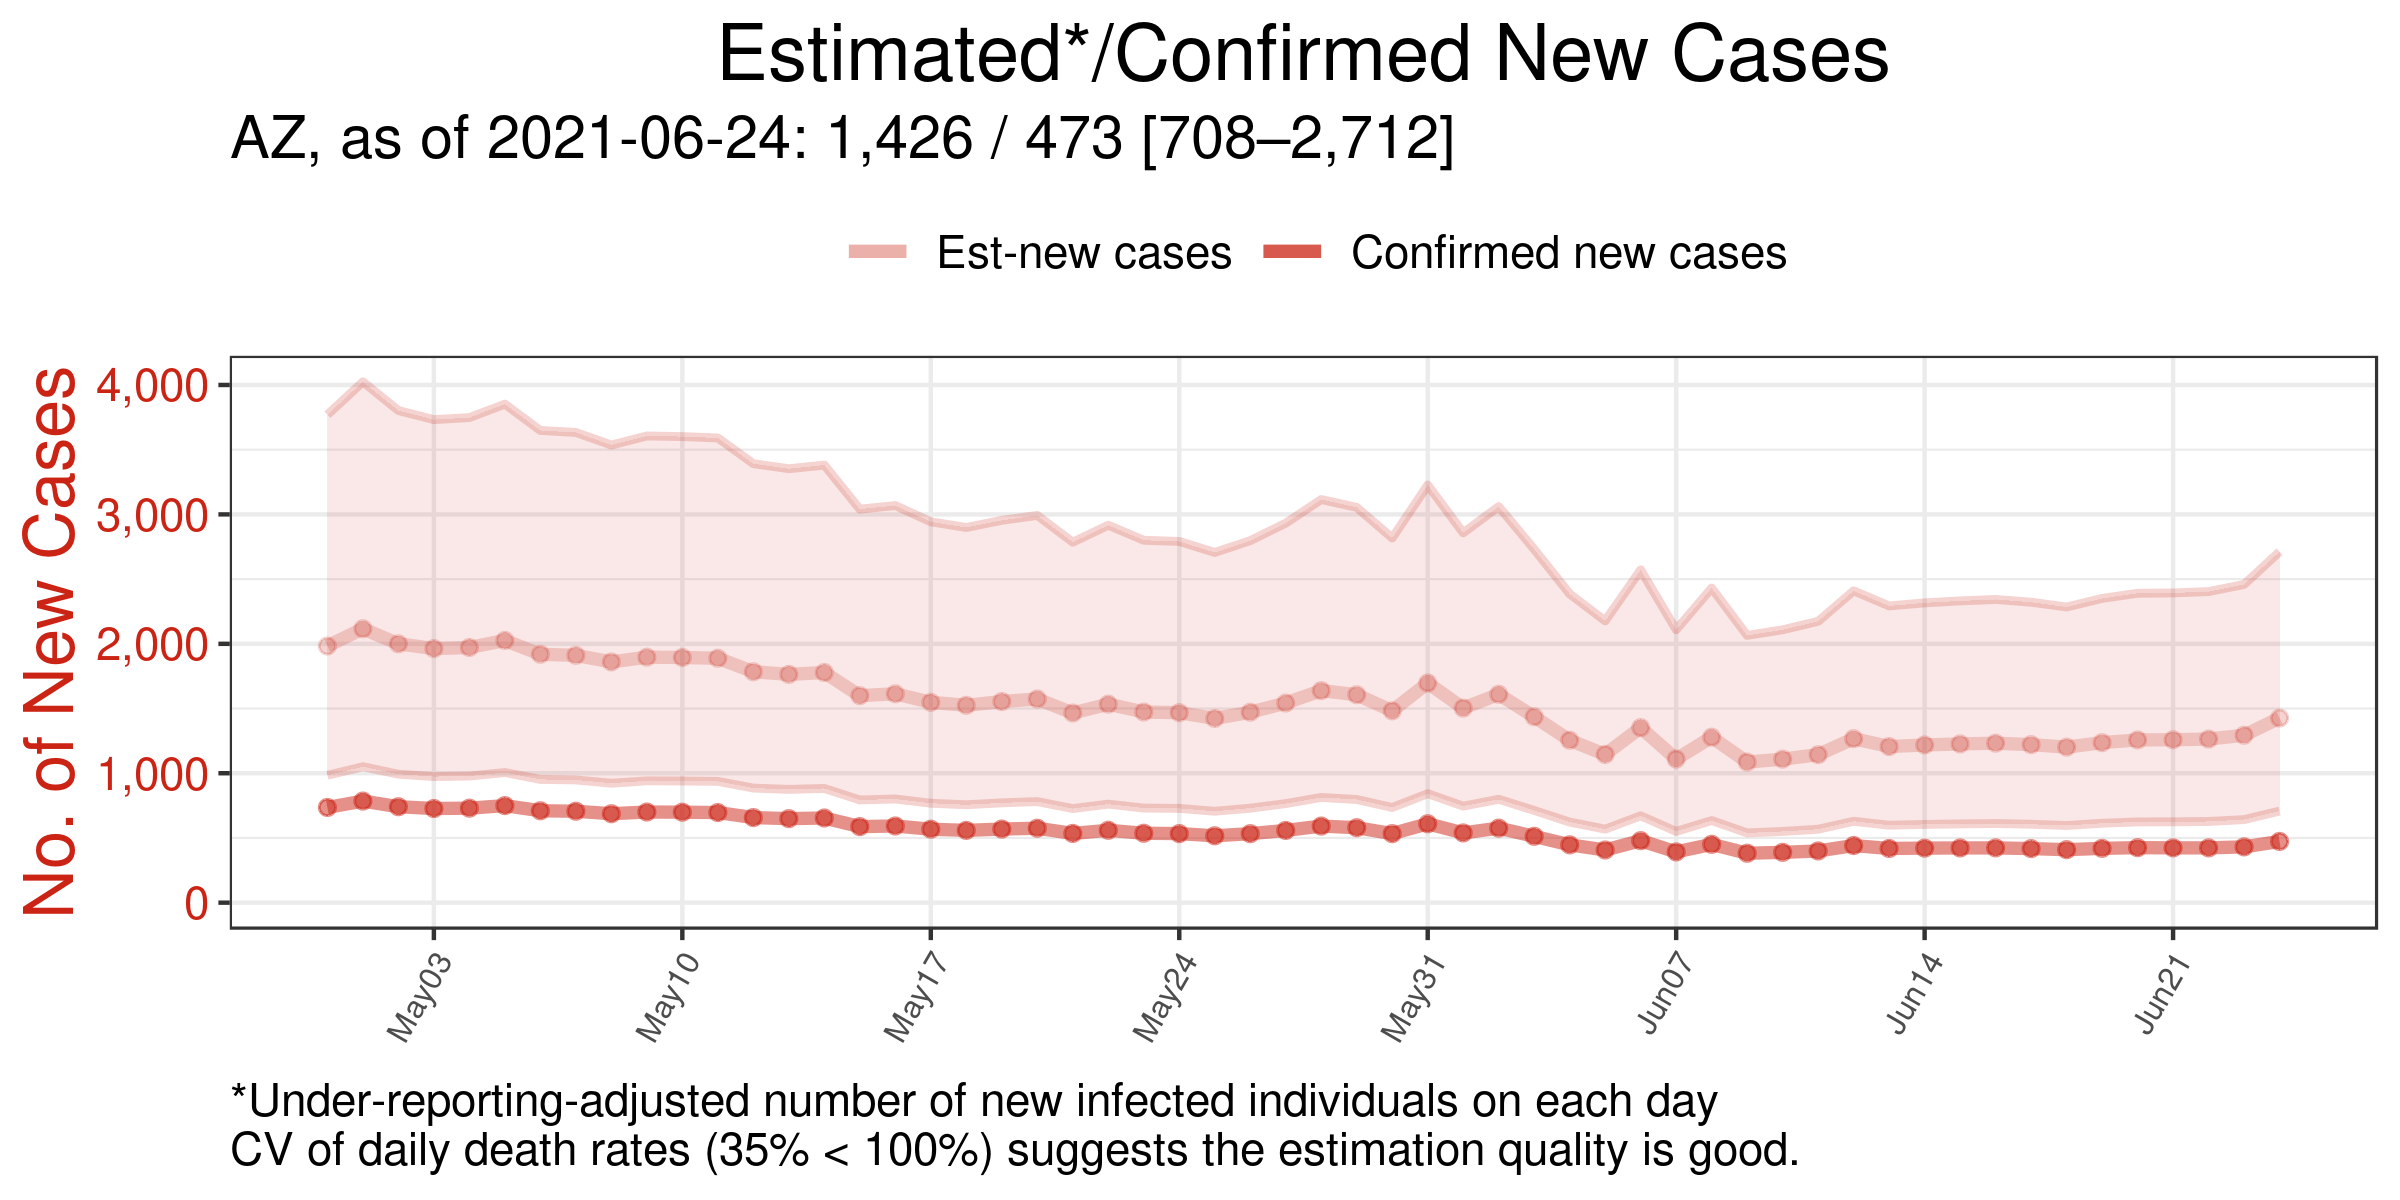 Estimated*/Confirmed New Cases
AZ, as of 2021-06-24: 1,426 / 473 [708–2,712]
Est-new cases Confirmed new cases
No. of New Cases
4,000
3,000
2,000
1,000
0
May03 May10 May17 May24 May31 Jun07 Jun14 Jun21
*Under-reporting-adjusted number of new infected individuals on each day
CV of daily death rates (35% < 100%) suggests the estimation quality is good.